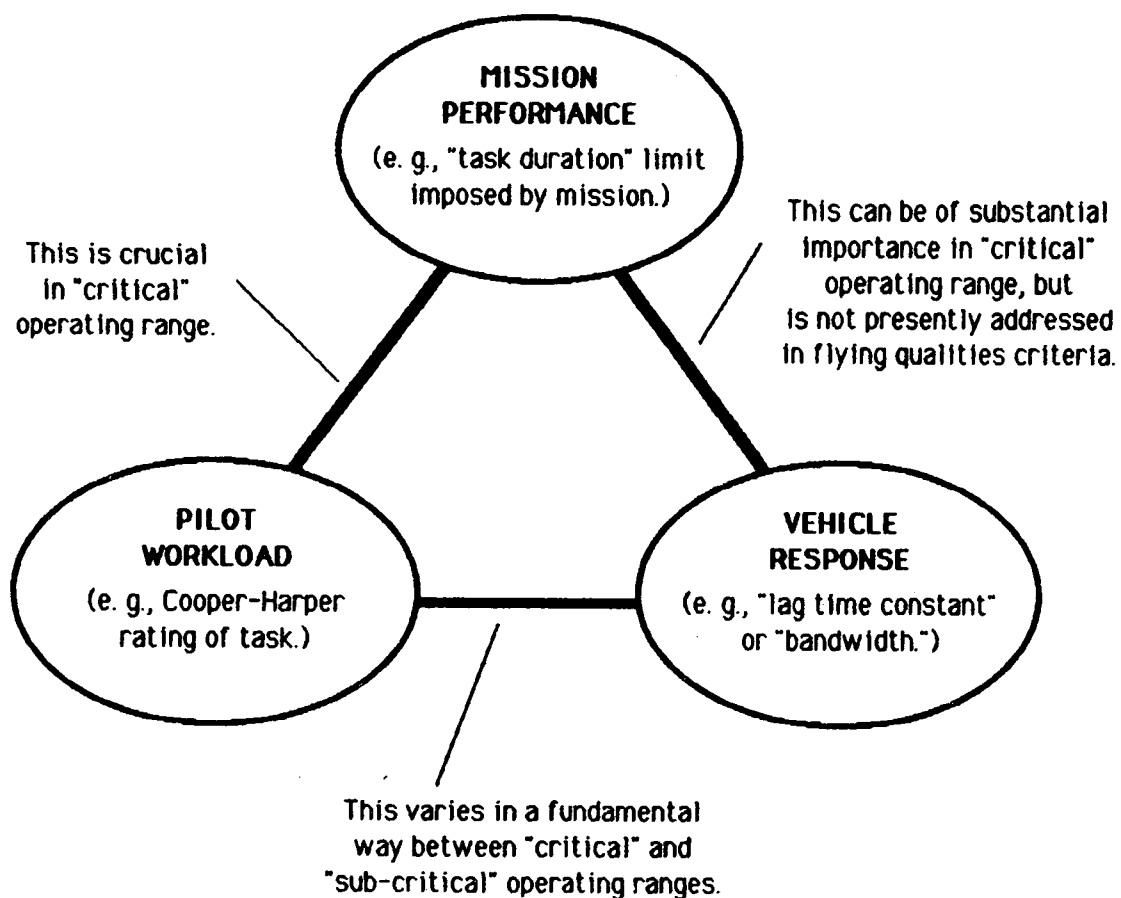 MISSION
PERFORMANCE
(e. g., "task duration" limit
imposed by mission.)
This is crucial
in "critical"
operating range.
This can be of substantial
importance in "critical"
operating range, but
is not presently addressed
in flying qualities criteria.
PILOT
WORKLOAD
(e. g., Cooper-Harper
rating of task.)
VEHICLE
RESPONSE
(e. g., "lag time constant"
or "bandwidth.")
This varies in a fundamental
way between "critical" and
"sub-critical" operating ranges.